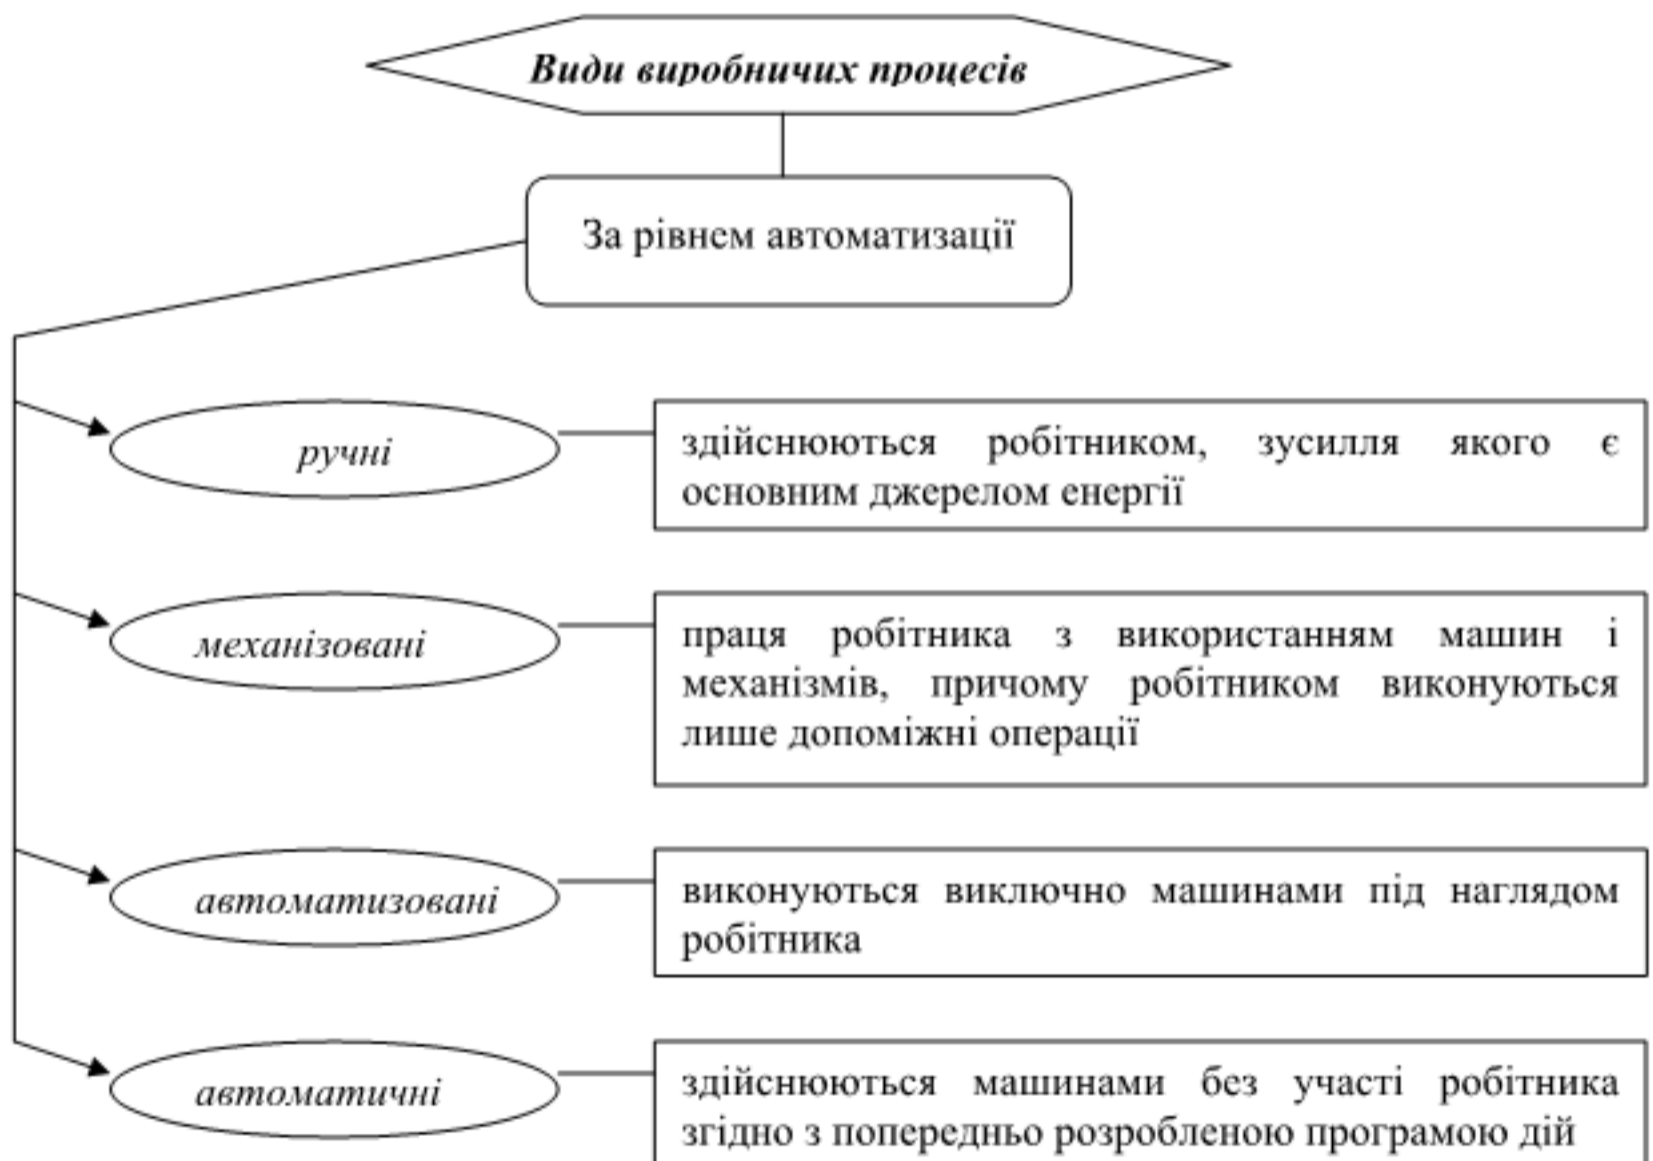 Види виробничих процесів
За рівнем автоматизації
ручні
здійснюються робітником, зусилля якого є
основним джерелом енергії
механізовані
праця робітника з використанням машин і
механізмів, причому робітником виконуються
лише допоміжні операції
автоматизовані
виконуються виключно машинами під наглядом
робітника
автоматичні
здійснюються машинами без участі робітника
згідно з попередньо розробленою програмою дій